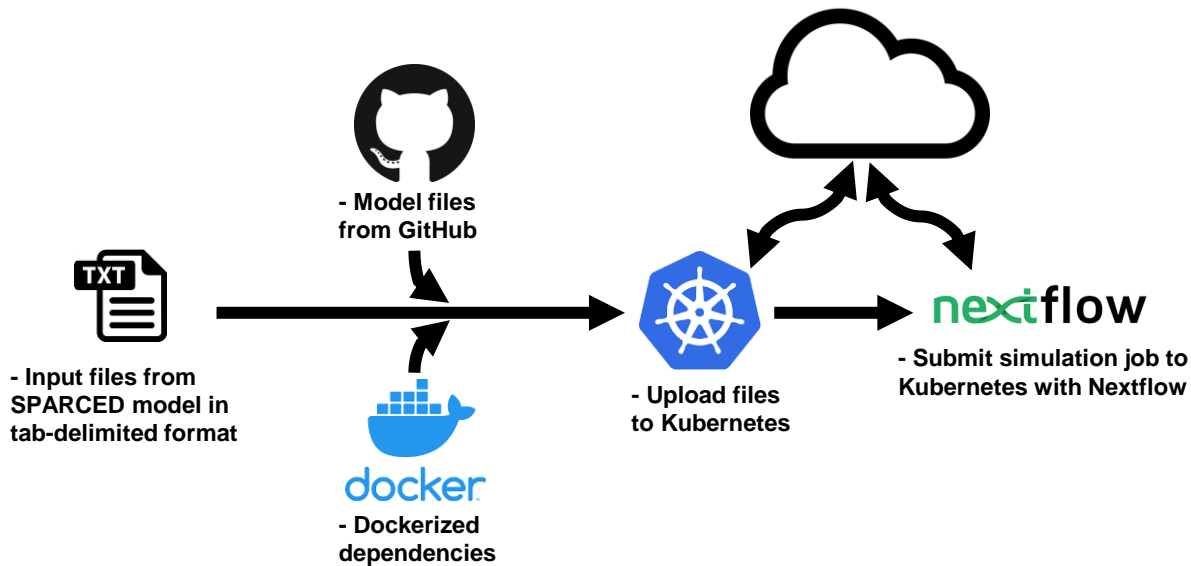 - Model files
from GitHub
TXT
- Input files from
SPARCED model in
tab-delimited format
docker
- Dockerized
dependencies
- Upload files
to Kubernetes
nextflow
- Submit simulation job to
Kubernetes with Nextflow